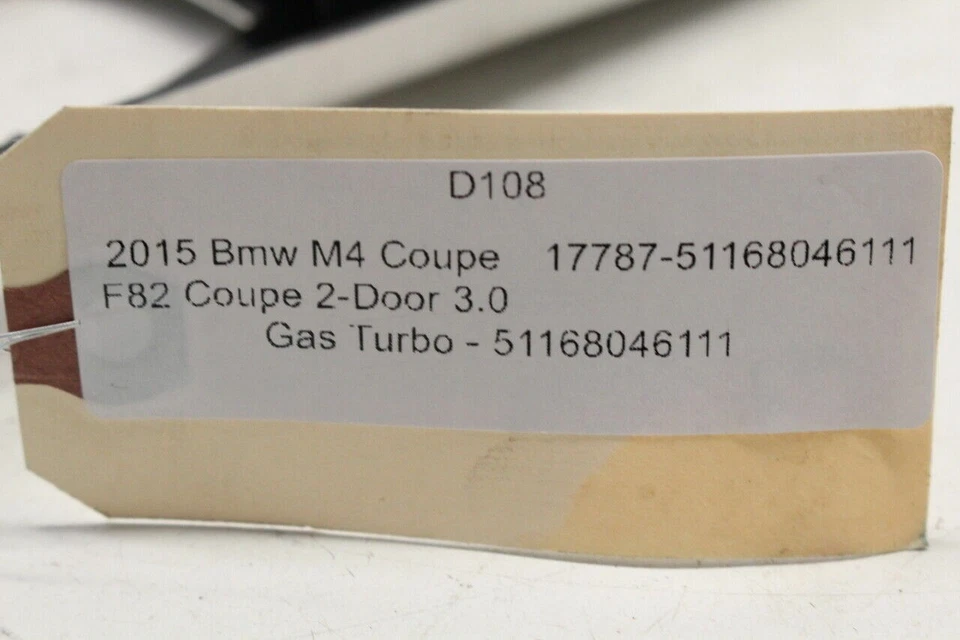 D108
2015 Bmw M4 Coupe 17787-51168046111
F82 Coupe 2-Door 3.0
Gas Turbo - 51168046111